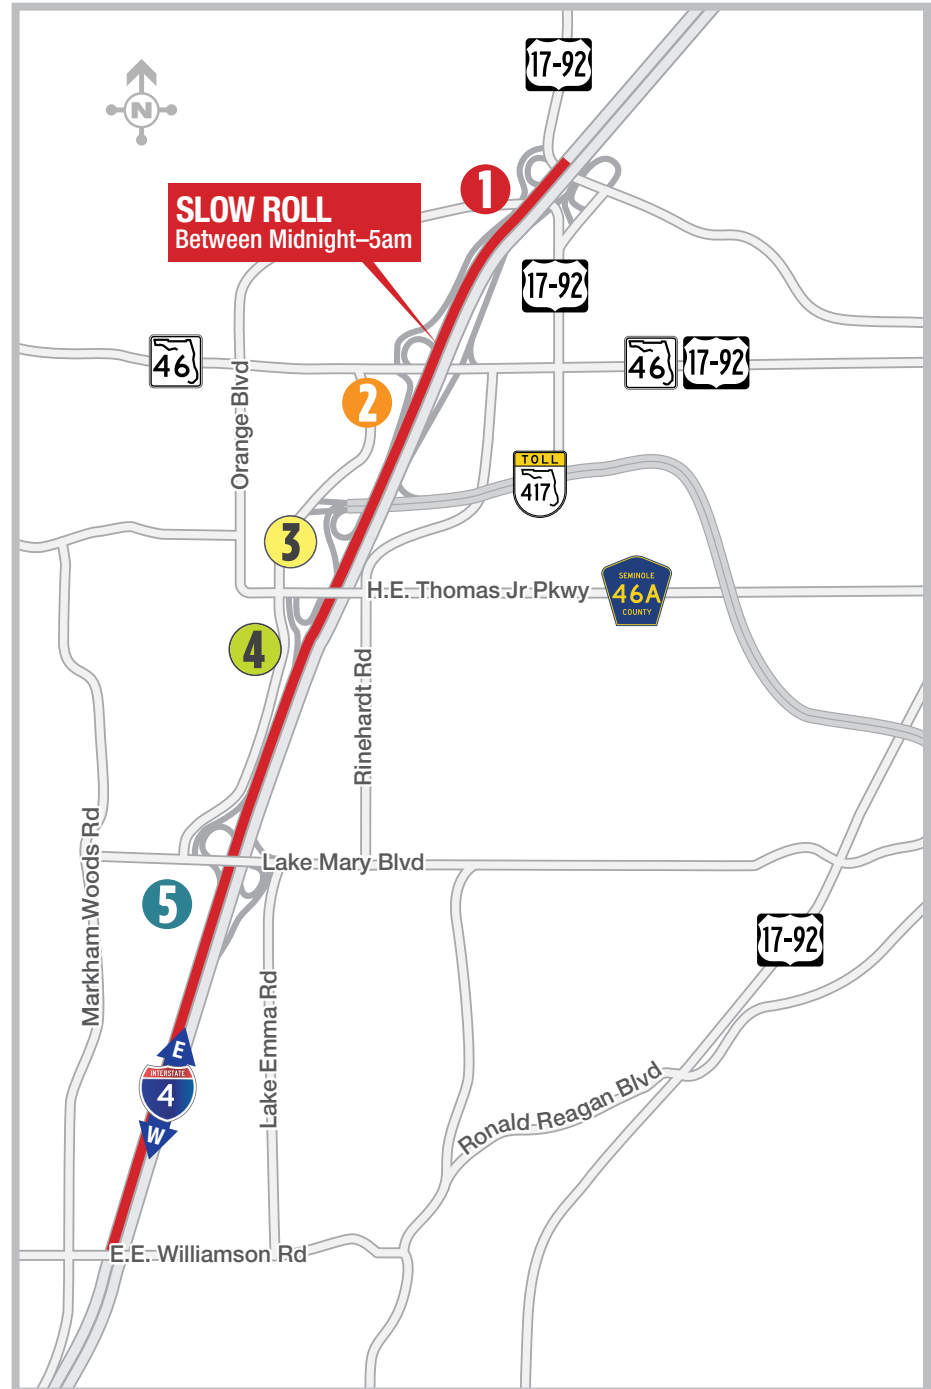 17-92
N
1
SLOW ROLL
Between Midnight–5am
17-92
46
46
17-92
Orange Blvd
2
TOLL
417
3
H.E. Thomas Jr Pkwy
SEMINOLE
46A
COUNTY
4
Rinehardt Rd
Markham Woods Rd
Lake Mary Blvd
5
17-92
Lake Emma Rd
E
INTERSTATE
4
W
Ronald Reagan Blvd
E.E. Williamson Rd